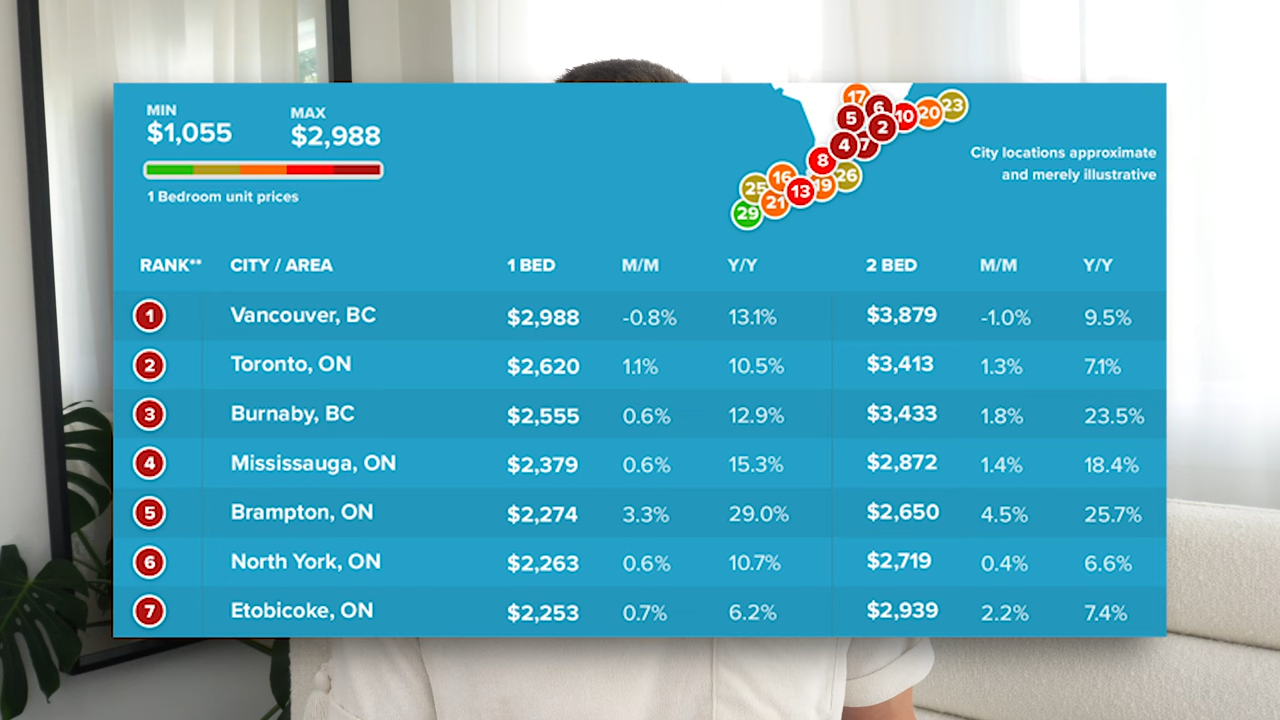 MIN MAX
$1,055 $2,988
1 Bedroom unit prices
17 6 23
5 10 20
2
4 7
8
16 26
25 19
13
21
29
City locations approximate
and merely illustrative
RANK** CITY / AREA 1 BED M/M Y/Y 2 BED M/M Y/Y
1 Vancouver, BC $2,988 -0.8% 13.1% $3,879 -1.0% 9.5%
2 Toronto, ON $2,620 1.1% 10.5% $3,413 1.3% 7.1%
3 Burnaby, BC $2,555 0.6% 12.9% $3,433 1.8% 23.5%
4 Mississauga, ON $2,379 0.6% 15.3% $2,872 1.4% 18.4%
5 Brampton, ON $2,274 3.3% 29.0% $2,650 4.5% 25.7%
6 North York, ON $2,263 0.6% 10.7% $2,719 0.4% 6.6%
7 Etobicoke, ON $2,253 0.7% 6.2% $2,939 2.2% 7.4%